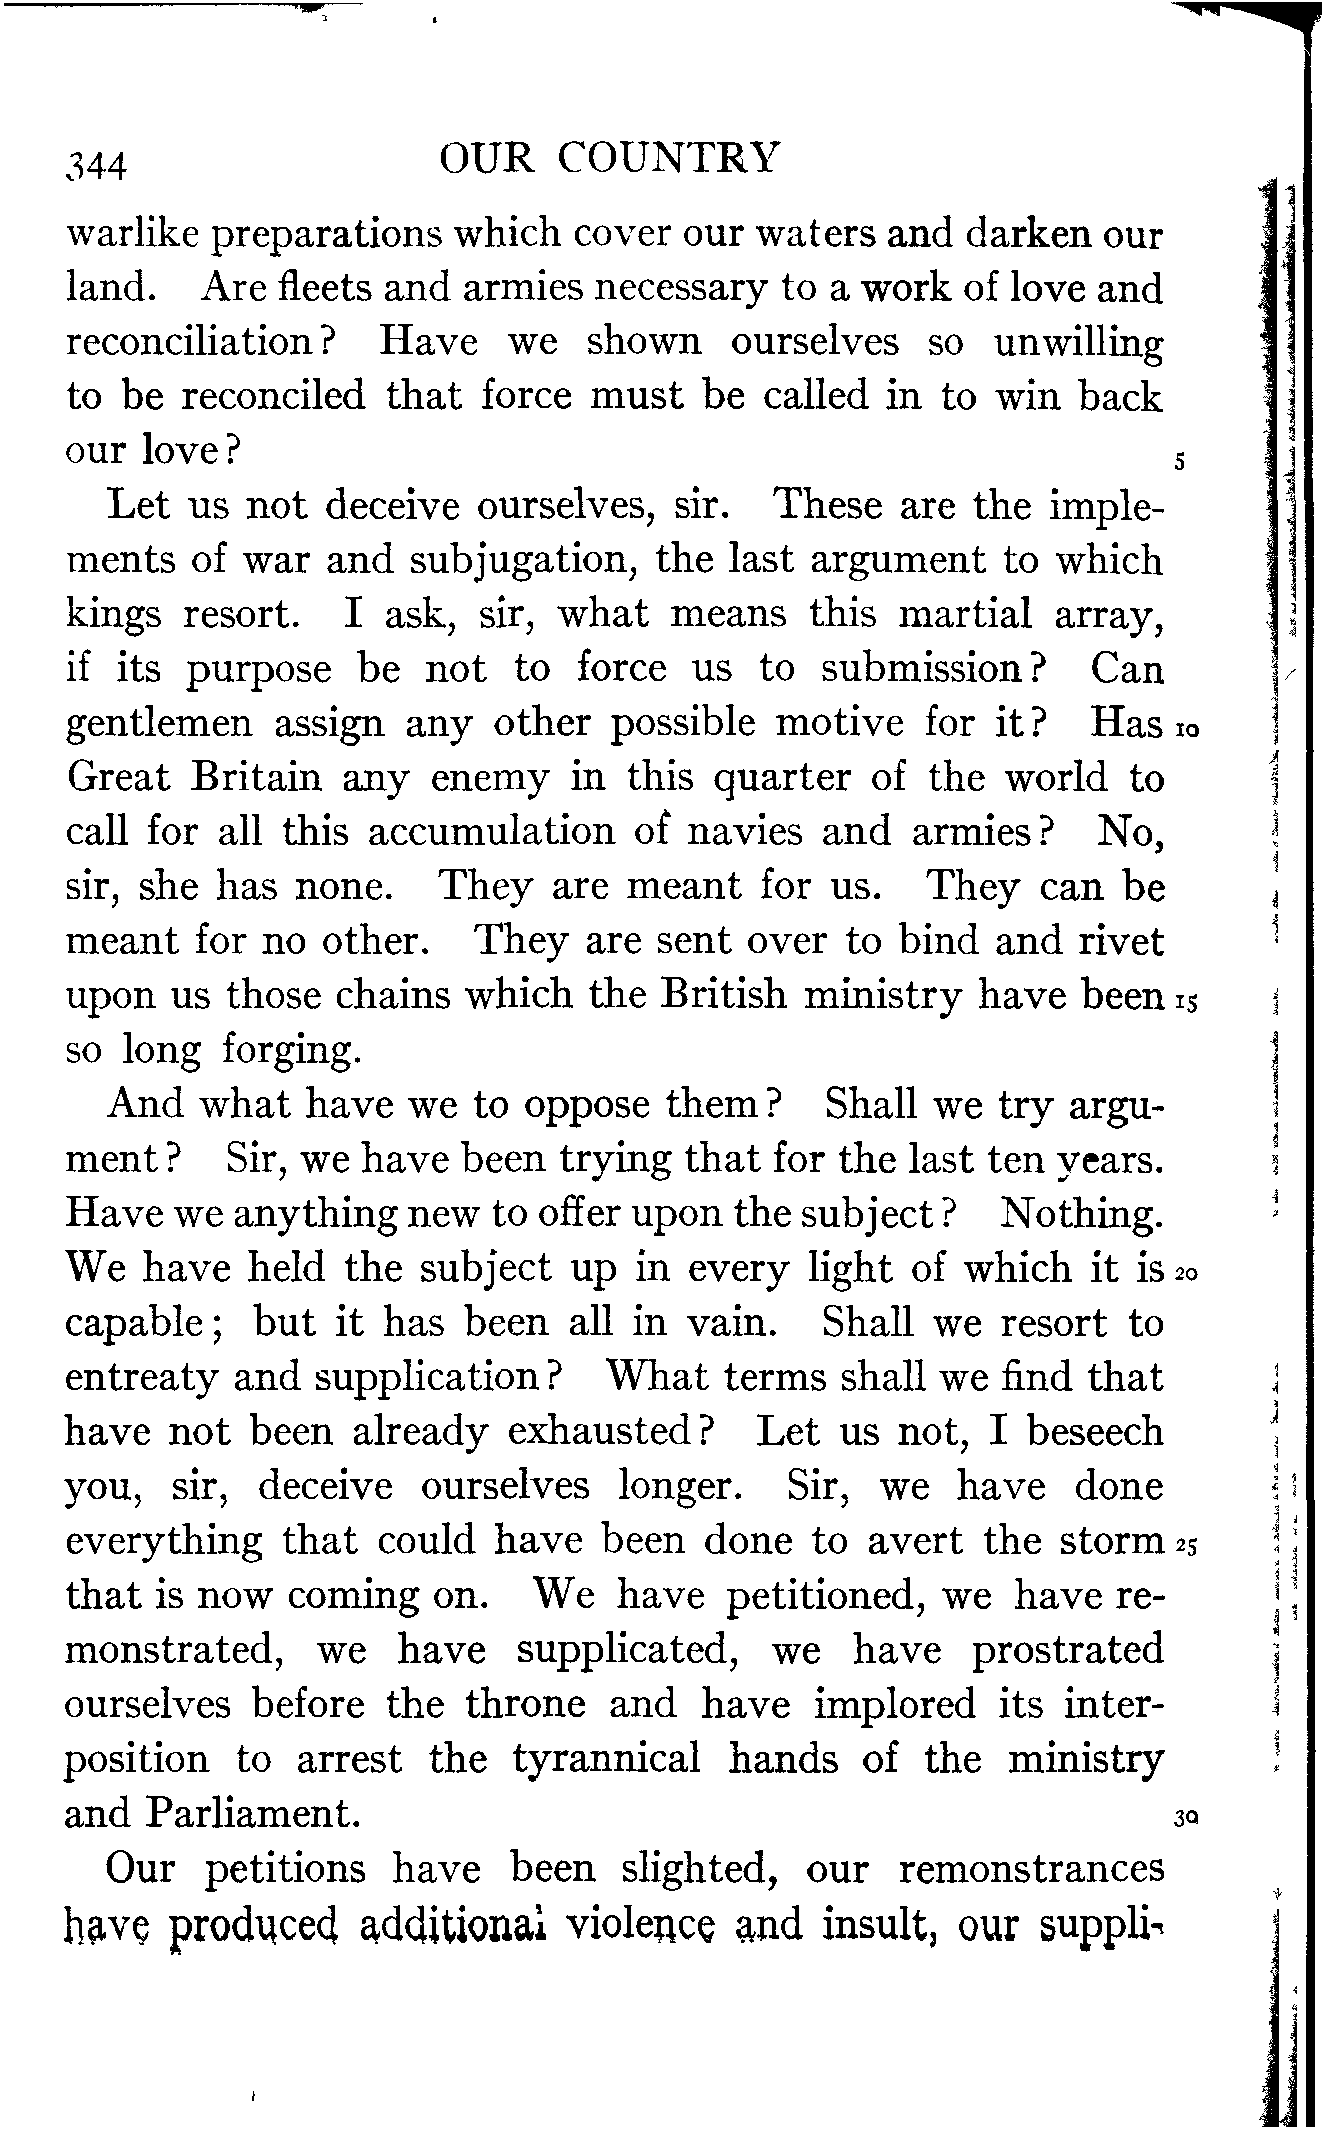 344 OUR COUNTRY
warlike preparations which cover our waters and darken our
land. Are fleets and armies necessary to a work of love and
reconciliation? Have we shown ourselves so unwilling
to be reconciled that force must be called in to win back
our love? 5
Let us not deceive ourselves, sir. These are the imple-
ments of war and subjugation, the last argument to which
kings resort. I ask, sir, what means this martial array,
if its purpose be not to force us to submission? Can
gentlemen assign any other possible motive for it? Has 10
Great Britain any enemy in this quarter of the world to
call for all this accumulation of navies and armies? No,
sir, she has none. They are meant for us. They can be
meant for no other. They are sent over to bind and rivet
upon us those chains which the British ministry have been 15
so long forging.
And what have we to oppose them? Shall we try argu-
ment? Sir, we have been trying that for the last ten years.
Have we anything new to offer upon the subject? Nothing.
We have held the subject up in every light of which it is 20
capable; but it has been all in vain. Shall we resort to
entreaty and supplication? What terms shall we find that
have not been already exhausted? Let us not, I beseech
you, sir, deceive ourselves longer. Sir, we have done
everything that could have been done to avert the storm 25
that is now coming on. We have petitioned, we have re-
monstrated, we have supplicated, we have prostrated
ourselves before the throne and have implored its inter-
position to arrest the tyrannical hands of the ministry
and Parliament. 30
Our petitions have been slighted, our remonstrances
have produced additional violence and insult, our suppli-